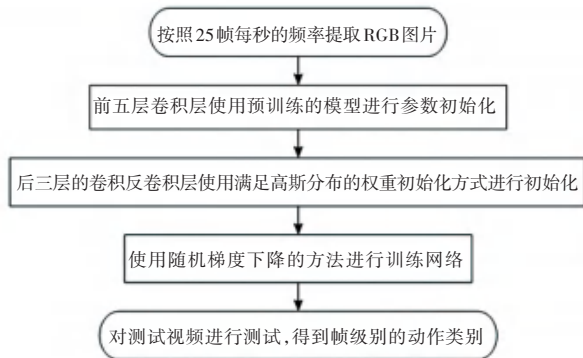 按照25帧每秒的频率提取RGB图片
前五层卷积层使用预训练的模型进行参数初始化
后三层的卷积反卷积层使用满足高斯分布的权重初始化方式进行初始化
使用随机梯度下降的方法进行训练网络
对测试视频进行测试,得到帧级别的动作类别